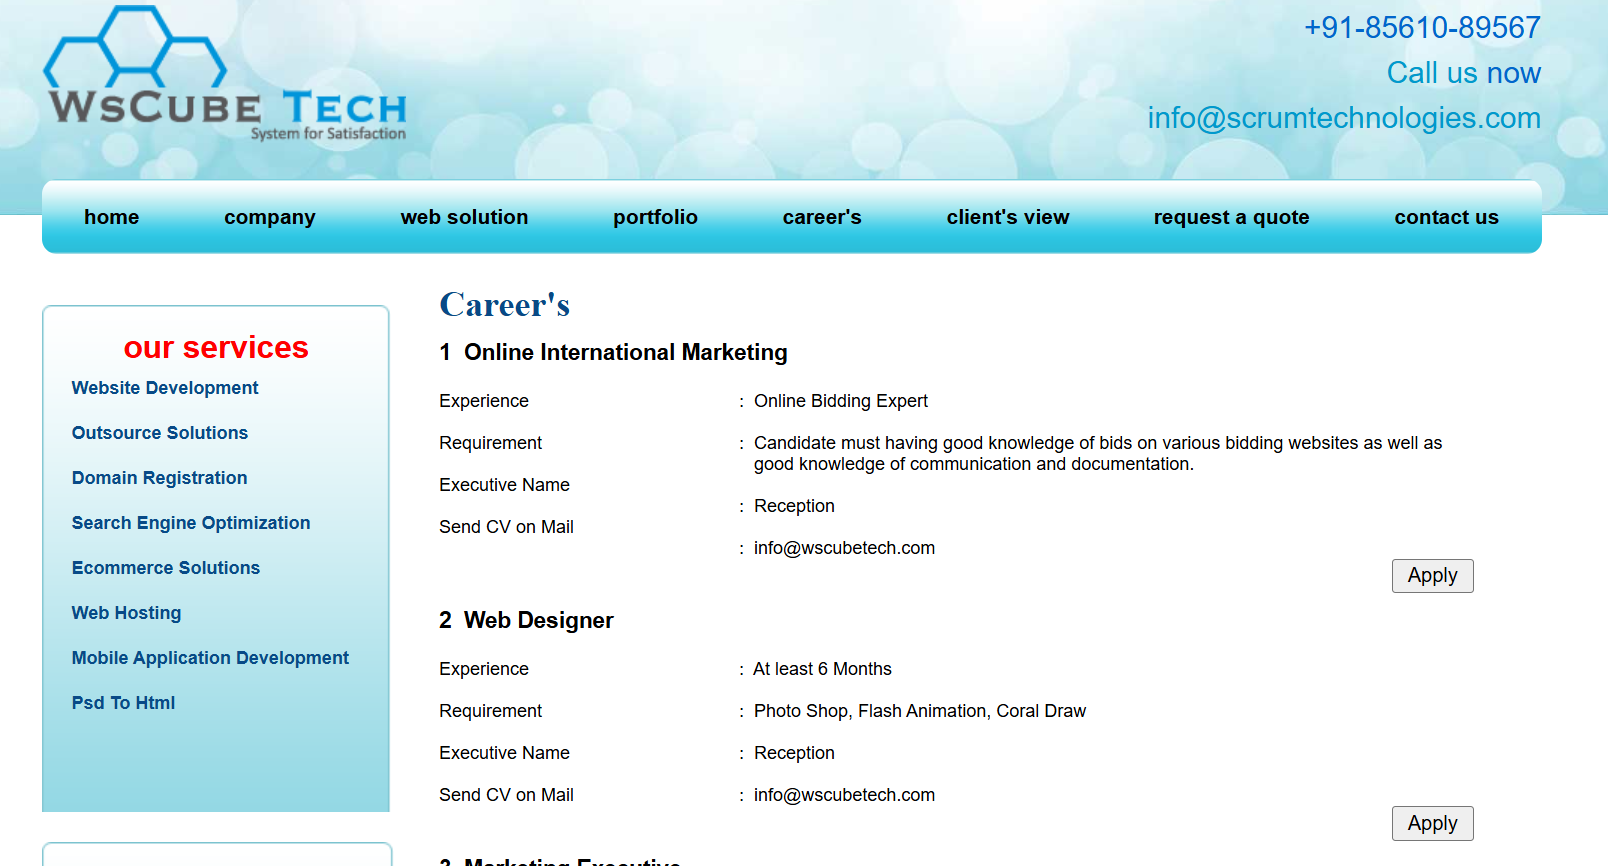 WSCUBE TECH
System for Satisfaction
+91-85610-89567
Call us now
info@scrumtechnologies.com
home company web solution portfolio career's client's view request a quote contact us
our services
Website Development
Outsource Solutions
Domain Registration
Search Engine Optimization
Ecommerce Solutions
Web Hosting
Mobile Application Development
Psd To Html
Career's
1 Online International Marketing
Experience : Online Bidding Expert
Requirement : Candidate must having good knowledge of bids on various bidding websites as well as
good knowledge of communication and documentation.
Executive Name : Reception
Send CV on Mail : info@wscubetech.com
Apply
2 Web Designer
Experience : At least 6 Months
Requirement : Photo Shop, Flash Animation, Coral Draw
Executive Name : Reception
Send CV on Mail : info@wscubetech.com
Apply
3 Marketing Executive